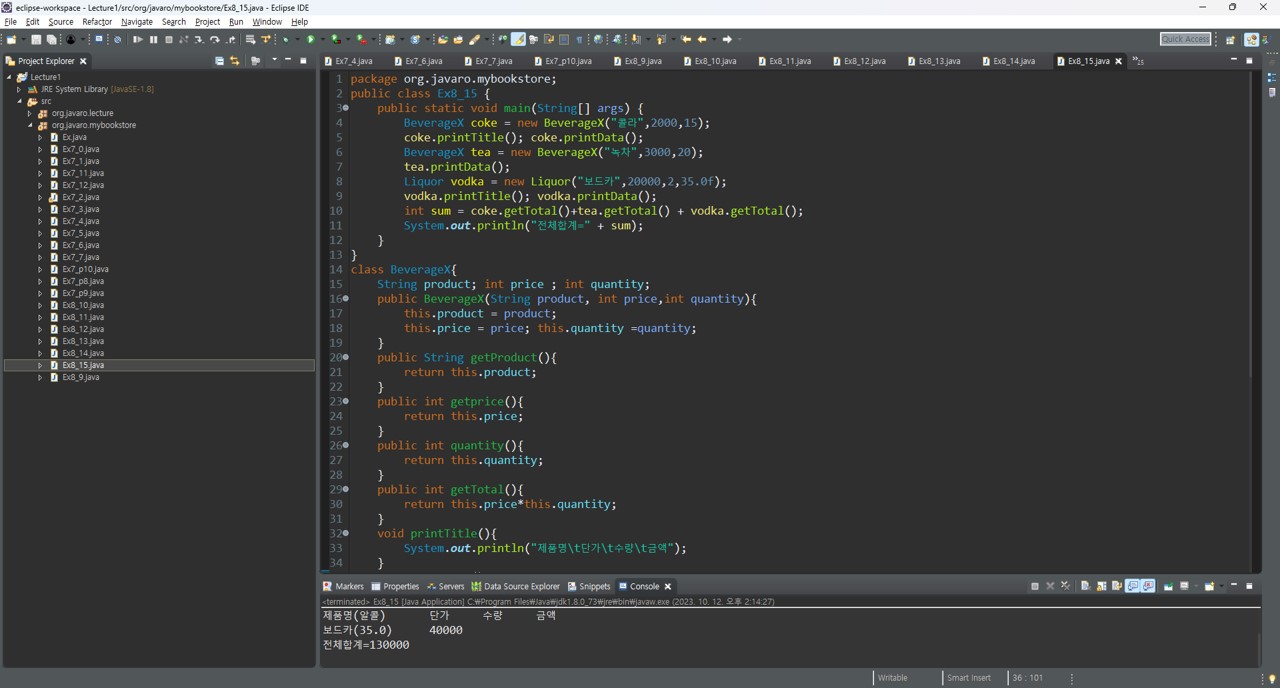 eclipse-workspace - Lecture1/src/org/javaro/mybookstore/Ex8_15.java - Eclipse IDE
File Edit Source Refactor Navigate Search Project Run Window Help
Quick Access
Project Explorer
Lecture1
JRE System Library [JavaSE-1.8]
src
org.javaro.lecture
org.javaro.mybookstore
Ex.java
Ex7_0.java
Ex7_1.java
Ex7_11.java
Ex7_12.java
Ex7_2.java
Ex7_3.java
Ex7_4.java
Ex7_5.java
Ex7_6.java
Ex7_7.java
Ex7_p10.java
Ex7_p8.java
Ex7_p9.java
Ex8_10.java
Ex8_11.java
Ex8_12.java
Ex8_13.java
Ex8_14.java
Ex8_15.java
Ex8_9.java
Ex7_4.java Ex7_6.java Ex7_7.java Ex7_p10.java Ex8_9.java Ex8_10.java Ex8_11.java Ex8_12.java Ex8_13.java Ex8_14.java Ex8_15.java »25
1 package org.javaro.mybookstore;
2 public class Ex8_15 {
3 public static void main(String[] args) {
4 BeverageX coke = new BeverageX("콜라",2000,15);
5 coke.printTitle(); coke.printData();
6 BeverageX tea = new BeverageX("녹차",3000,20);
7 tea.printData();
8 Liquor vodka = new Liquor("보드카",20000,2,35.0f);
9 vodka.printTitle(); vodka.printData();
10 int sum = coke.getTotal()+tea.getTotal() + vodka.getTotal();
11 System.out.println("전체합계=" + sum);
12 }
13 }
14 class BeverageX{
15 String product; int price ; int quantity;
16 public BeverageX(String product, int price,int quantity){
17 this.product = product;
18 this.price = price; this.quantity =quantity;
19 }
20 public String getProduct(){
21 return this.product;
22 }
23 public int getprice(){
24 return this.price;
25 }
26 public int quantity(){
27 return this.quantity;
28 }
29 public int getTotal(){
30 return this.price*this.quantity;
31 }
32 void printTitle(){
33 System.out.println("제품명\t단가\t수량\t금액");
34 }
Markers Properties Servers Data Source Explorer Snippets Console
<terminated> Ex8_15 [Java Application] C:₩Program Files₩Java₩jdk1.8.0_73₩jre₩bin₩javaw.exe (2023. 10. 12. 오후 2:14:27)
제품명(알콜) 단가 수량 금액
보드카(35.0) 40000
전체합계=130000
Writable Smart Insert 36 : 101